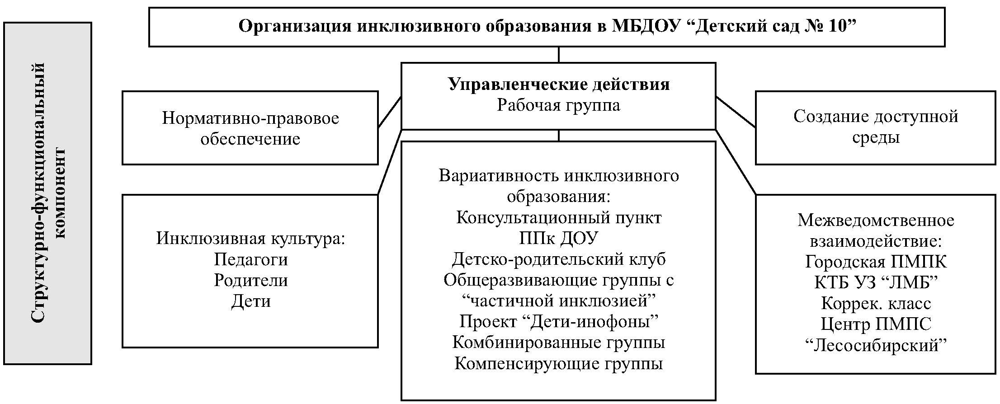 Структурно-функциональный
компонент
Организация инклюзивного образования в МБДОУ “Детский сад № 10”
Управленческие действия
Рабочая группа
Нормативно-правовое
обеспечение
Создание доступной
среды
Инклюзивная культура:
Педагоги
Родители
Дети
Вариативность инклюзивного
образования:
Консультационный пункт
ППк ДОУ
Детско-родительский клуб
Общеразвивающие группы с
“частичной инклюзией”
Проект “Дети-инофоны”
Комбинированные группы
Компенсирующие группы
Межведомственное
взаимодействие:
Городская ПМПК
КТБ УЗ “ЛМБ”
Коррек. класс
Центр ПМПС
“Лесосибирский”